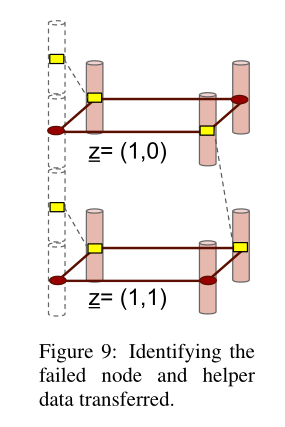 z= (1,0)
z= (1,1)
Figure 9: Identifying the
failed node and helper
data transferred.